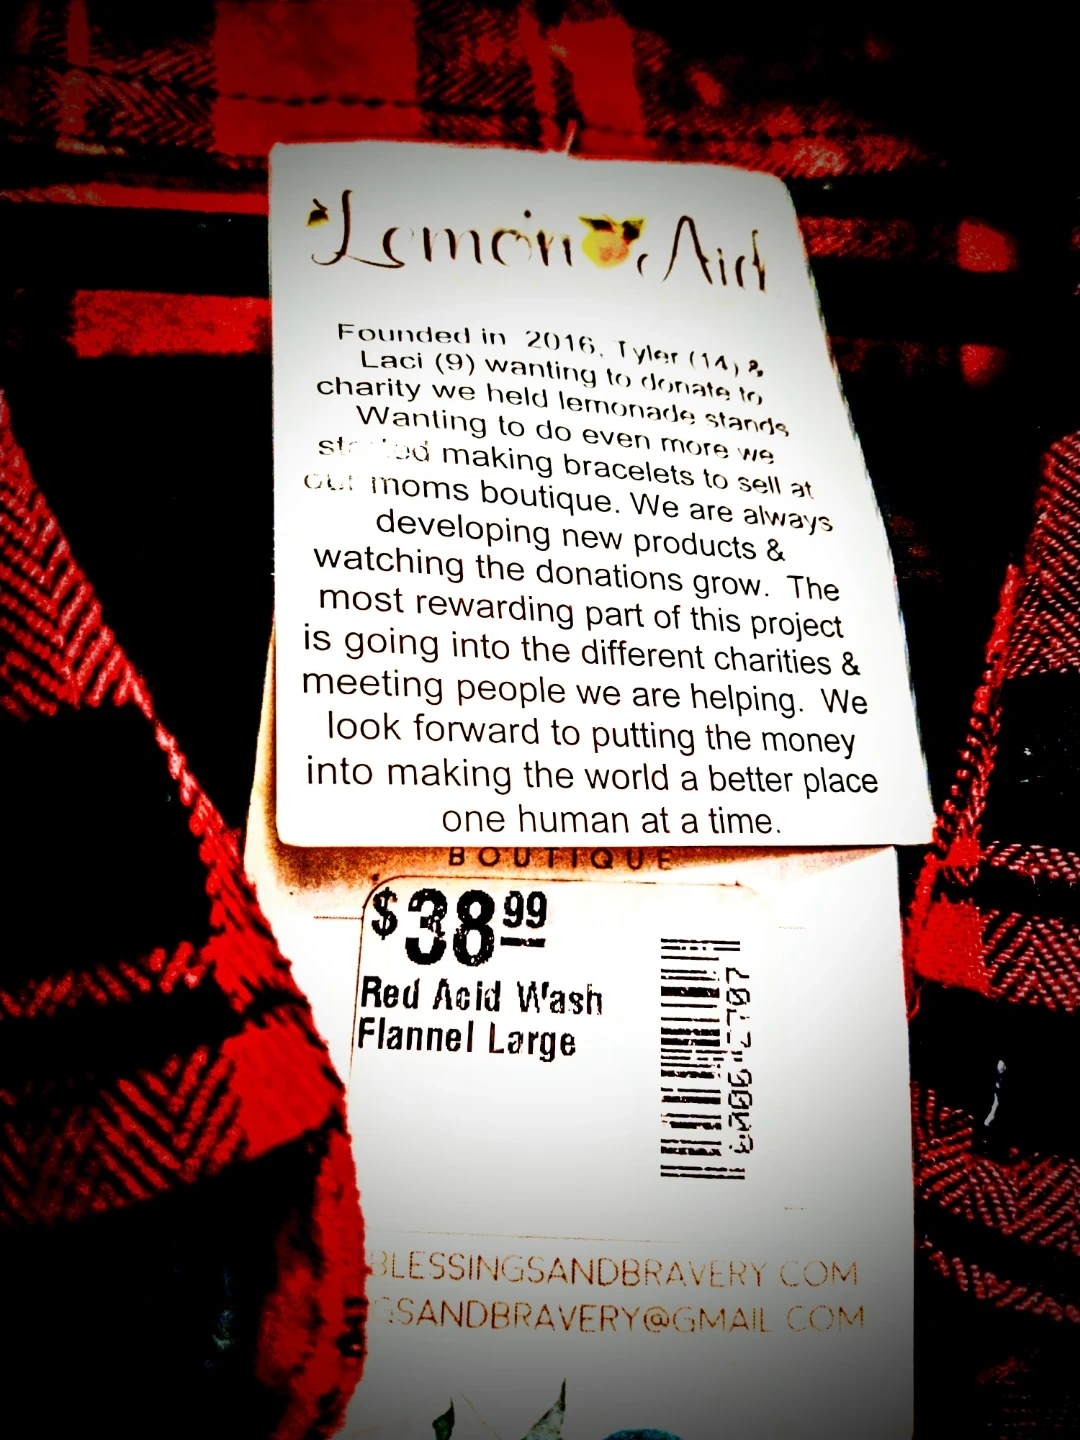 Lemon Aid
Founded in 2016, Tyler (14) &
Laci (9) wanting to donate to
charity we held lemonade stands
Wanting to do even more we
started making bracelets to sell at
our moms boutique. We are always
developing new products &
watching the donations grow. The
most rewarding part of this project
is going into the different charities &
meeting people we are helping. We
look forward to putting the money
into making the world a better place
one human at a time.
BOUTIQUE
$38.99
Red Acid Wash
Flannel Large
BLESSINGSANDBRAVERY COM
GSANDBRAVERY@GMAIL COM